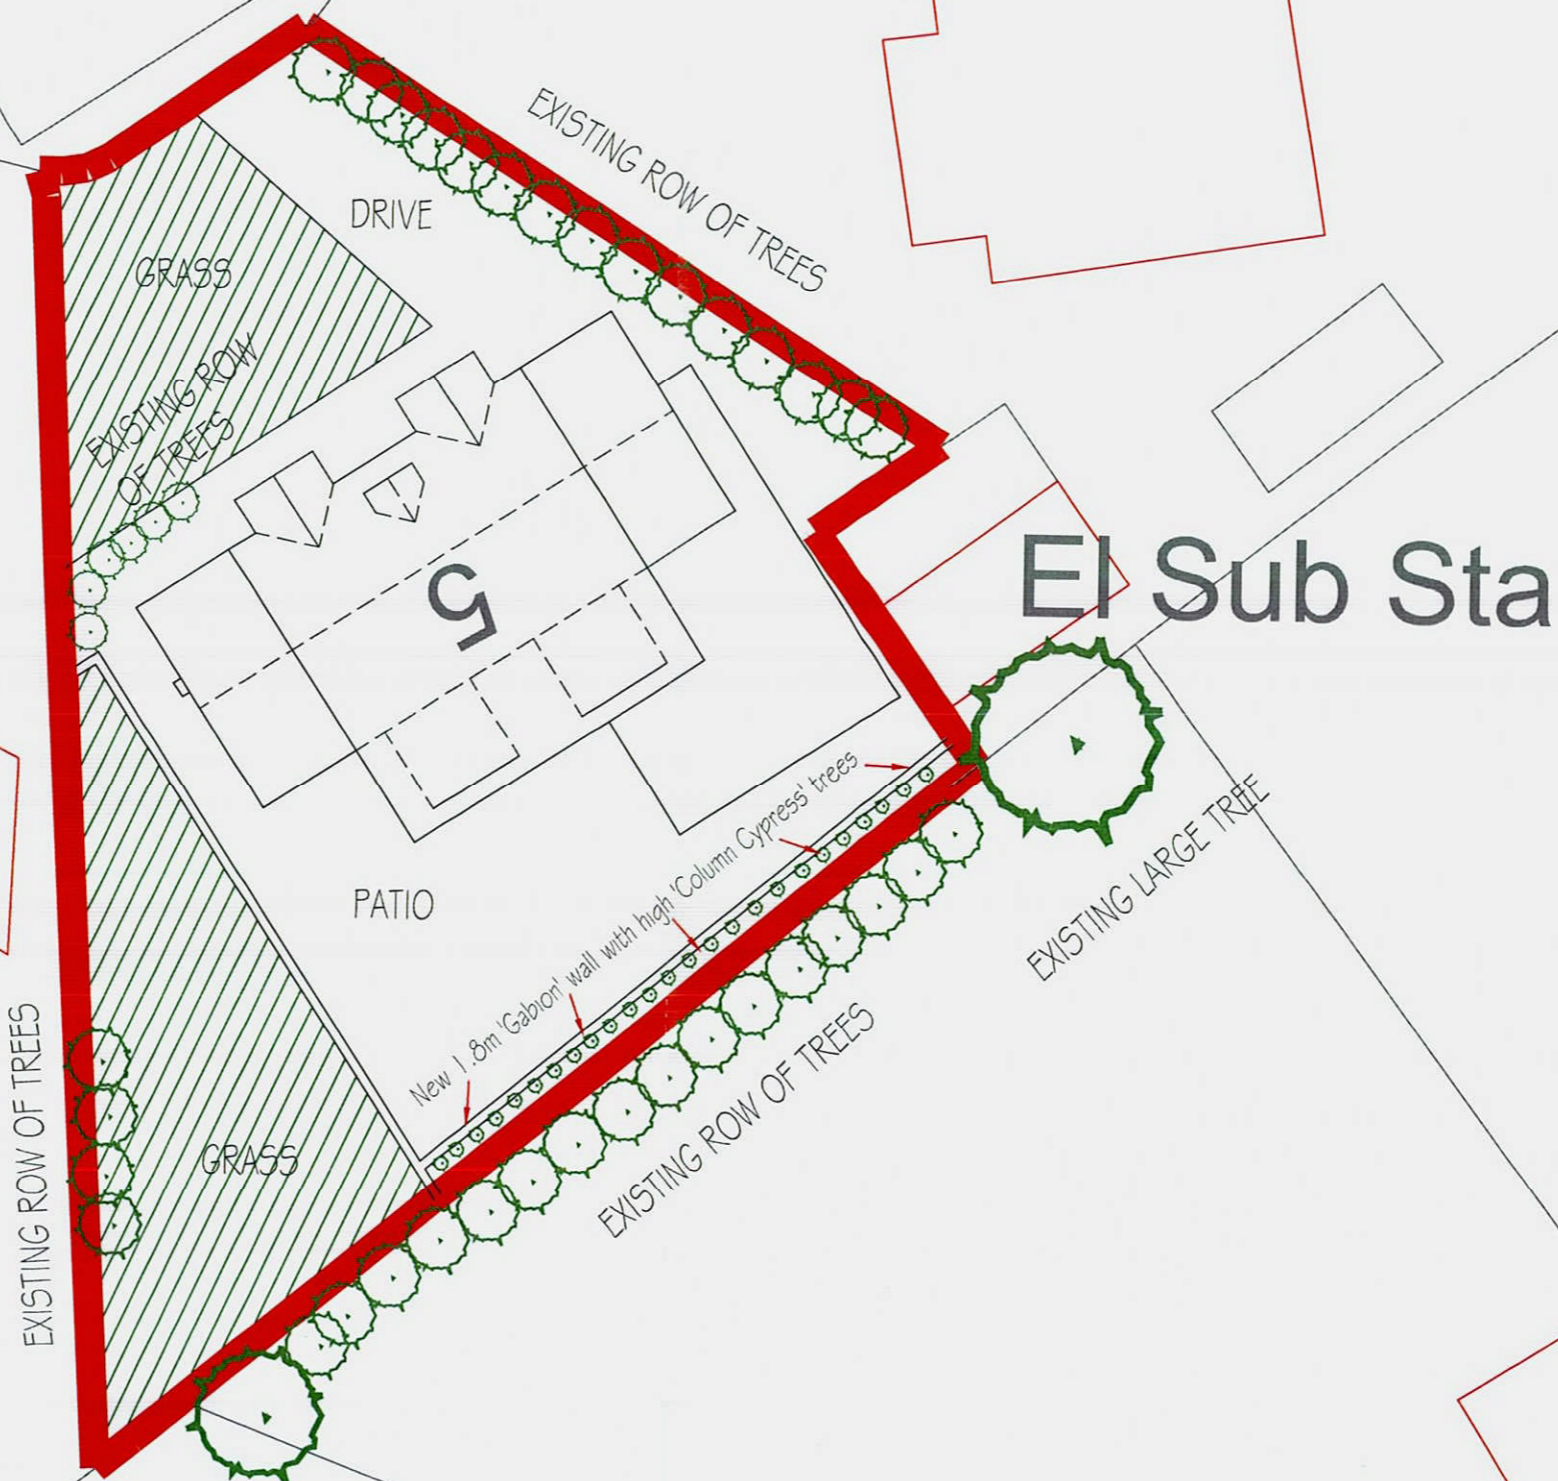 EXISTING ROW OF TREES
DRIVE
GRASS
EXISTING ROW
OF TREES
5
El Sub Sta
New 1.8m 'Gabion' wall with high 'Column Cypress' trees
EXISTING LARGE TREE
PATIO
EXISTING ROW OF TREES
EXISTING ROW OF TREES
GRASS